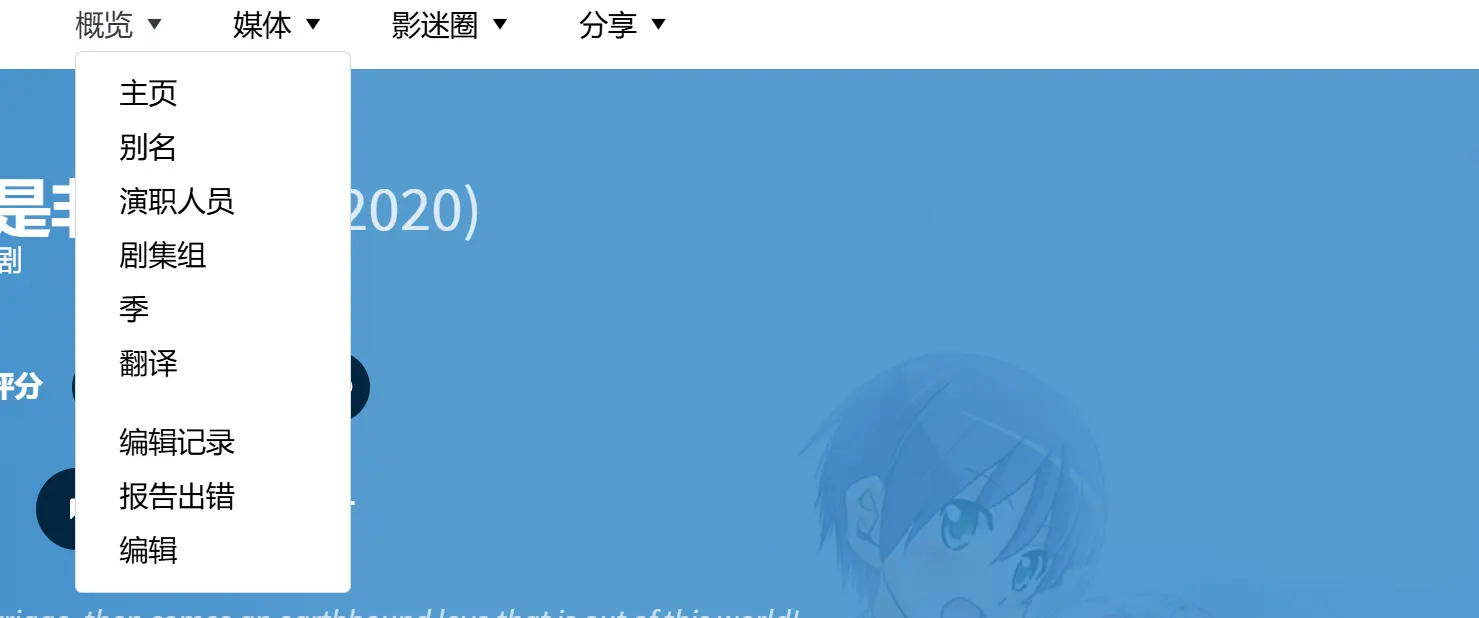 概览 媒体 影迷圈 分享
主页
别名
演职人员
剧集组
季
翻译
编辑记录
报告出错
编辑
是 2020)
剧
评分
then comes an earthbound love that is out of this world!